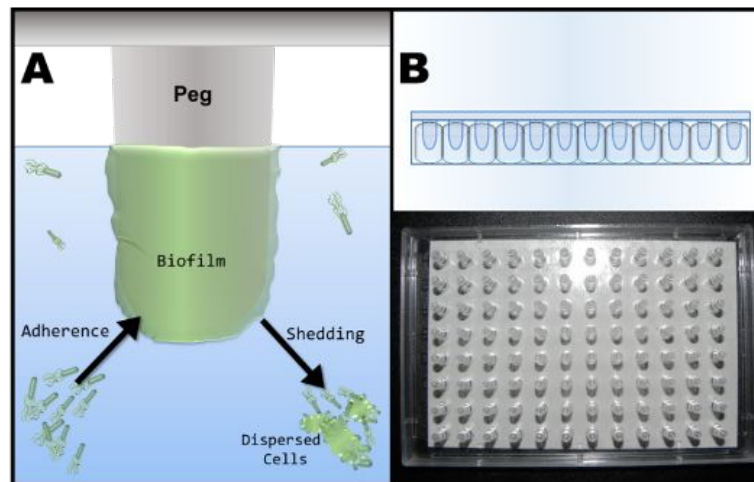 A
Peg
Biofilm
Adherence
Shedding
Dispersed
Cells
B